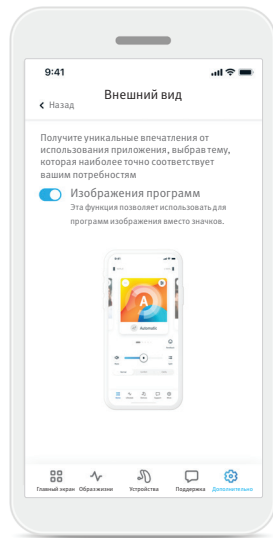 9:41
Внешний вид
Назад
Получите уникальные впечатления от
использования приложения, выбрав тему,
которая наиболее точно соответствует
вашим потребностям
Изображения программ
Эта функция позволяет использовать для
программ изображения вместо значков.
9:41
A
Automatic
Главный экран Образ жизни Устройства Поддержка Дополнительно